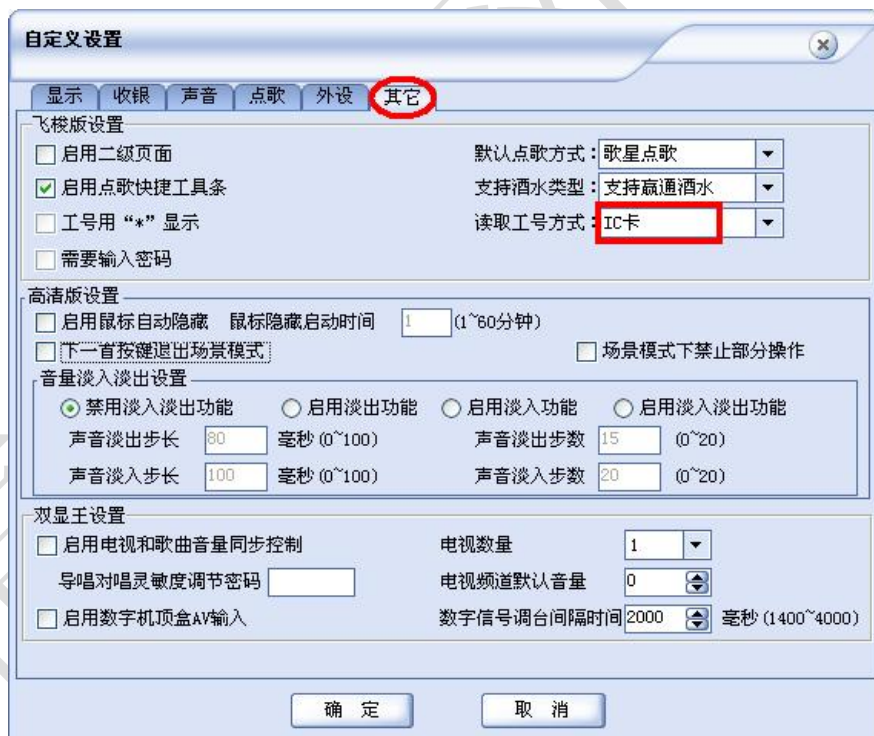 自定义设置
显示 收银 声音 点歌 外设 其它
飞梭版设置
启用二级页面 默认点歌方式：歌星点歌
启用点歌快捷工具条 支持酒水类型：支持赢通酒水
工号用“*”显示 读取工号方式：IC卡
需要输入密码
高清版设置
启用鼠标自动隐藏 鼠标隐藏启动时间 1 (1~60分钟)
下一首按键退出场景模式 场景模式下禁止部分操作
音量淡入淡出设置
禁用淡入淡出功能 启用淡出功能 启用淡入功能 启用淡入淡出功能
声音淡出步长 80 毫秒(0~100) 声音淡出步数 15 (0~20)
声音淡入步长 100 毫秒(0~100) 声音淡入步数 20 (0~20)
双显王设置
启用电视和歌曲音量同步控制 电视数量 1
导唱对唱灵敏度调节密码 电视频道默认音量 0
启用数字机顶盒AV输入 数字信号调台间隔时间 2000 毫秒(1400~4000)
确 定 取 消